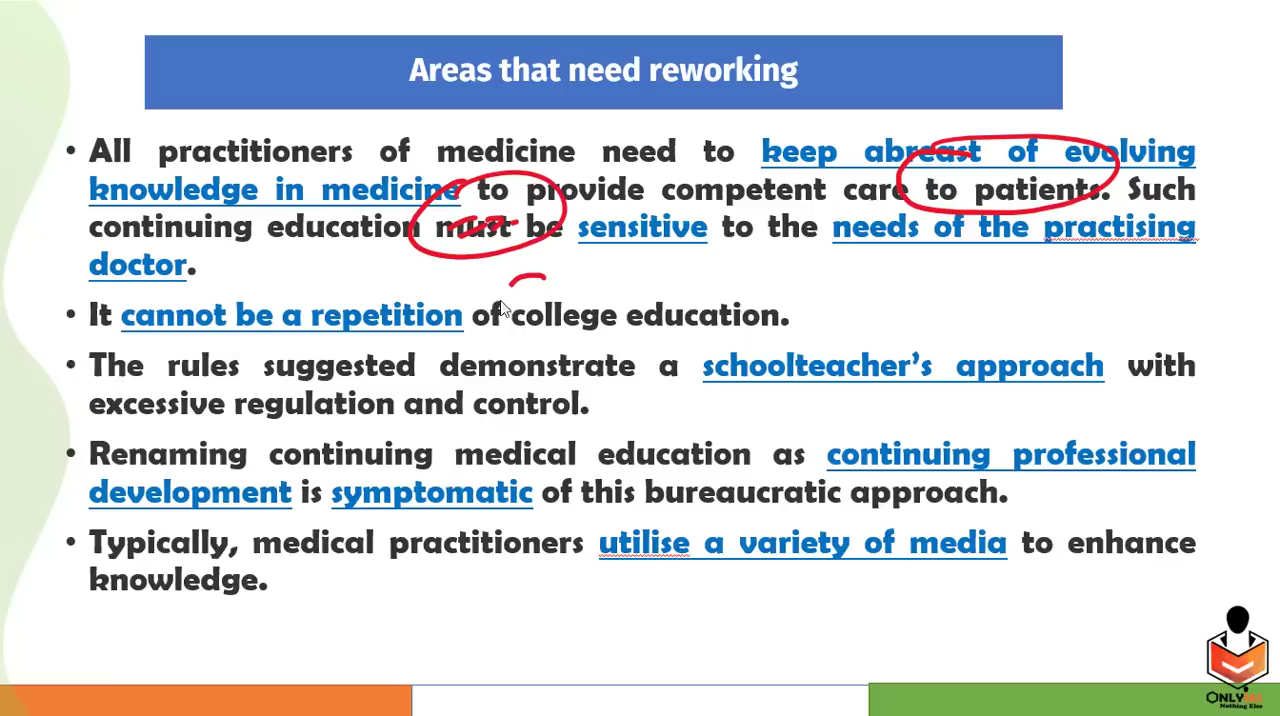 Areas that need reworking
• All practitioners of medicine need to keep abreast of evolving
knowledge in medicine to provide competent care to patients. Such
continuing education must be sensitive to the needs of the practising
doctor.
• It cannot be a repetition of college education.
• The rules suggested demonstrate a schoolteacher’s approach with
excessive regulation and control.
• Renaming continuing medical education as continuing professional
development is symptomatic of this bureaucratic approach.
• Typically, medical practitioners utilise a variety of media to enhance
knowledge.
ONLYIAS
Nothing Else